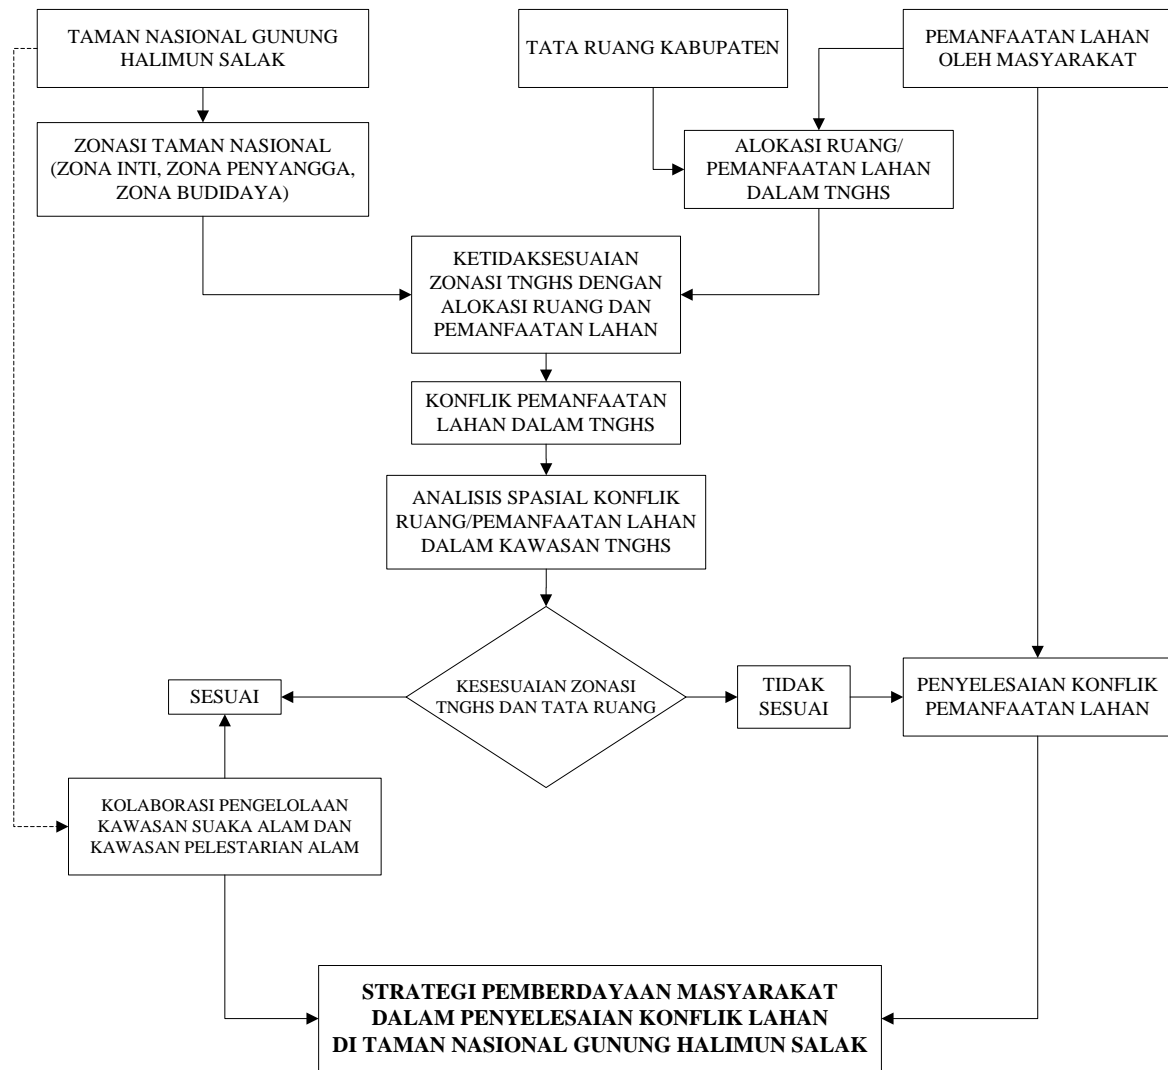 TAMAN NASIONAL GUNUNG
HALIMUN SALAK
TATA RUANG KABUPATEN
PEMANFAATAN LAHAN
OLEH MASYARAKAT
ZONASI TAMAN NASIONAL
(ZONA INTI, ZONA PENYANGGA,
ZONA BUDIDAYA)
ALOKASI RUANG/
PEMANFAATAN LAHAN
DALAM TNGHS
KETIDAKSESUAIAN
ZONASI TNGHS DENGAN
ALOKASI RUANG DAN
PEMANFAATAN LAHAN
KONFLIK PEMANFAATAN
LAHAN DALAM TNGHS
ANALISIS SPASIAL KONFLIK
RUANG/PEMANFAATAN LAHAN
DALAM KAWASAN TNGHS
SESUAI
KESESUAIAN ZONASI
TNGHS DAN TATA RUANG
TIDAK
SESUAI
PENYELESAIAN KONFLIK
PEMANFAATAN LAHAN
KOLABORASI PENGELOLAAN
KAWASAN SUAKA ALAM DAN
KAWASAN PELESTARIAN ALAM
STRATEGI PEMBERDAYAAN MASYARAKAT
DALAM PENYELESAIAN KONFLIK LAHAN
DI TAMAN NASIONAL GUNUNG HALIMUN SALAK